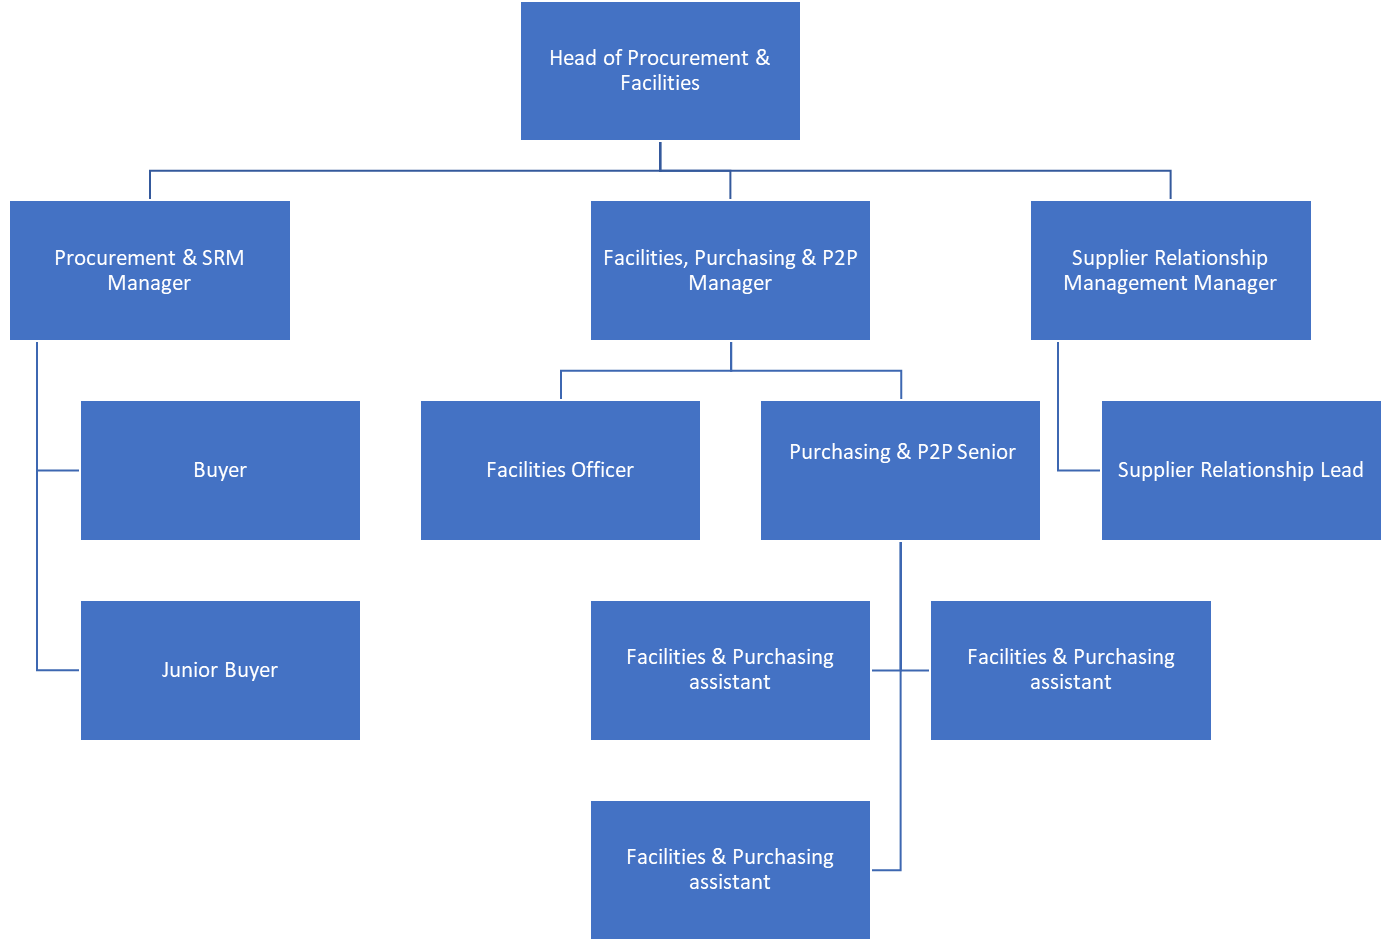 Head of Procurement &
Facilities
Procurement & SRM
Manager
Facilities, Purchasing & P2P
Manager
Supplier Relationship
Management Manager
Buyer
Facilities Officer
Purchasing & P2P Senior
Supplier Relationship Lead
Junior Buyer
Facilities & Purchasing
assistant
Facilities & Purchasing
assistant
Facilities & Purchasing
assistant